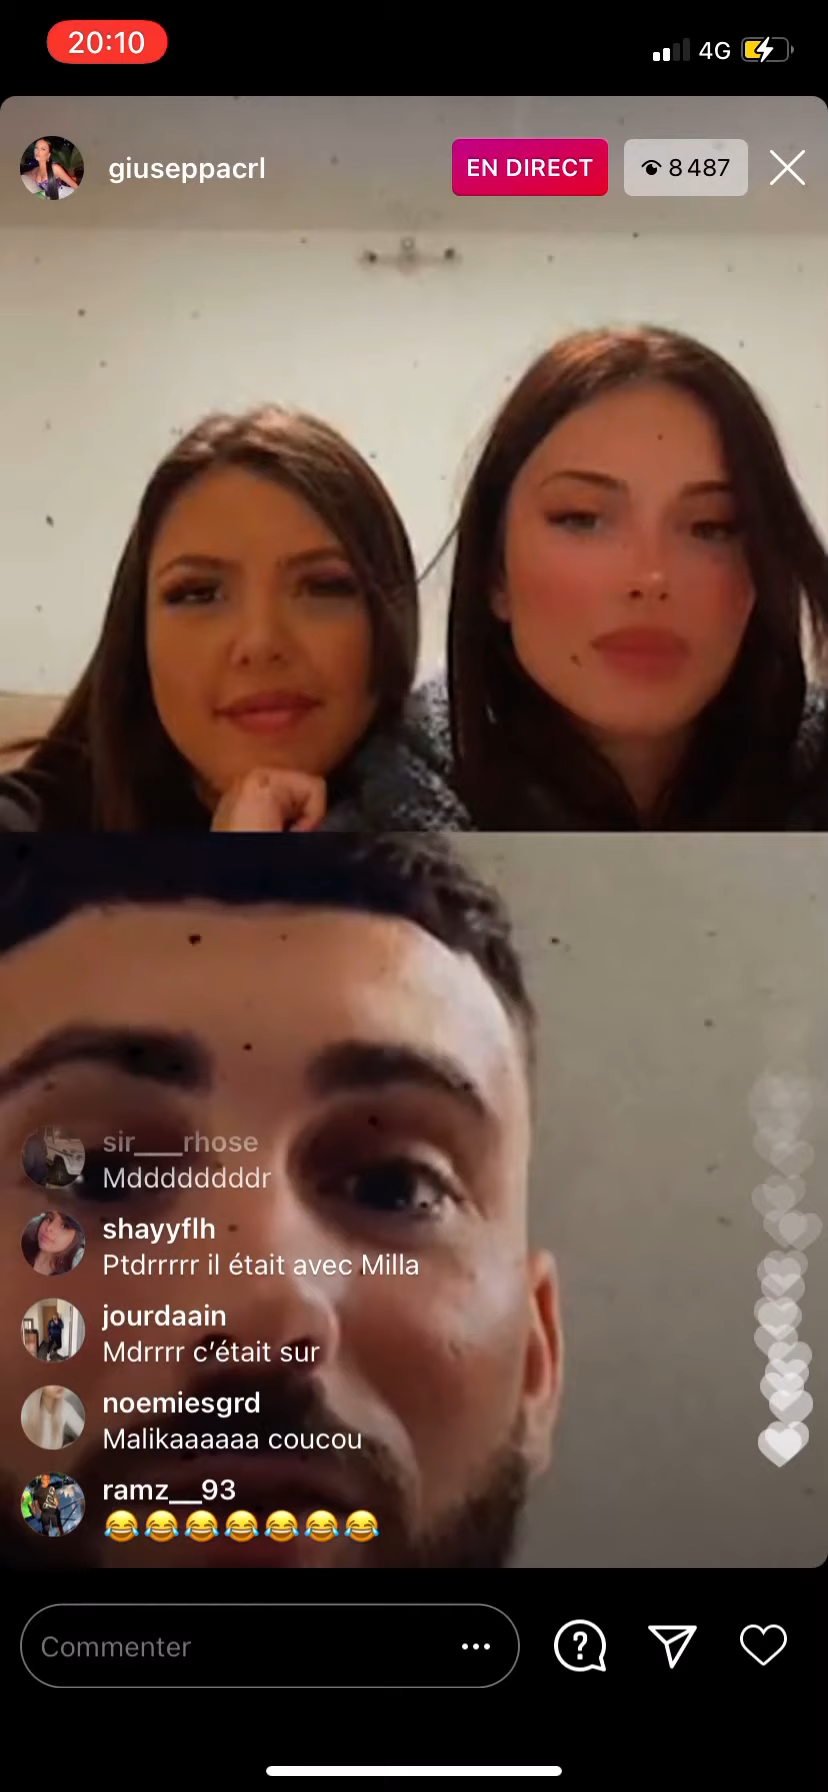 20:10
4G
giuseppacrl
EN DIRECT
8 487
sir___rhose
Mddddddddr
shayyflh
Ptdrrrrr il était avec Milla
jourdaain
Mdrrrr c’était sur
noemiesgrd
Malikaaaaaa coucou
ramz__93
😂😂😂😂😂😂😂
Commenter